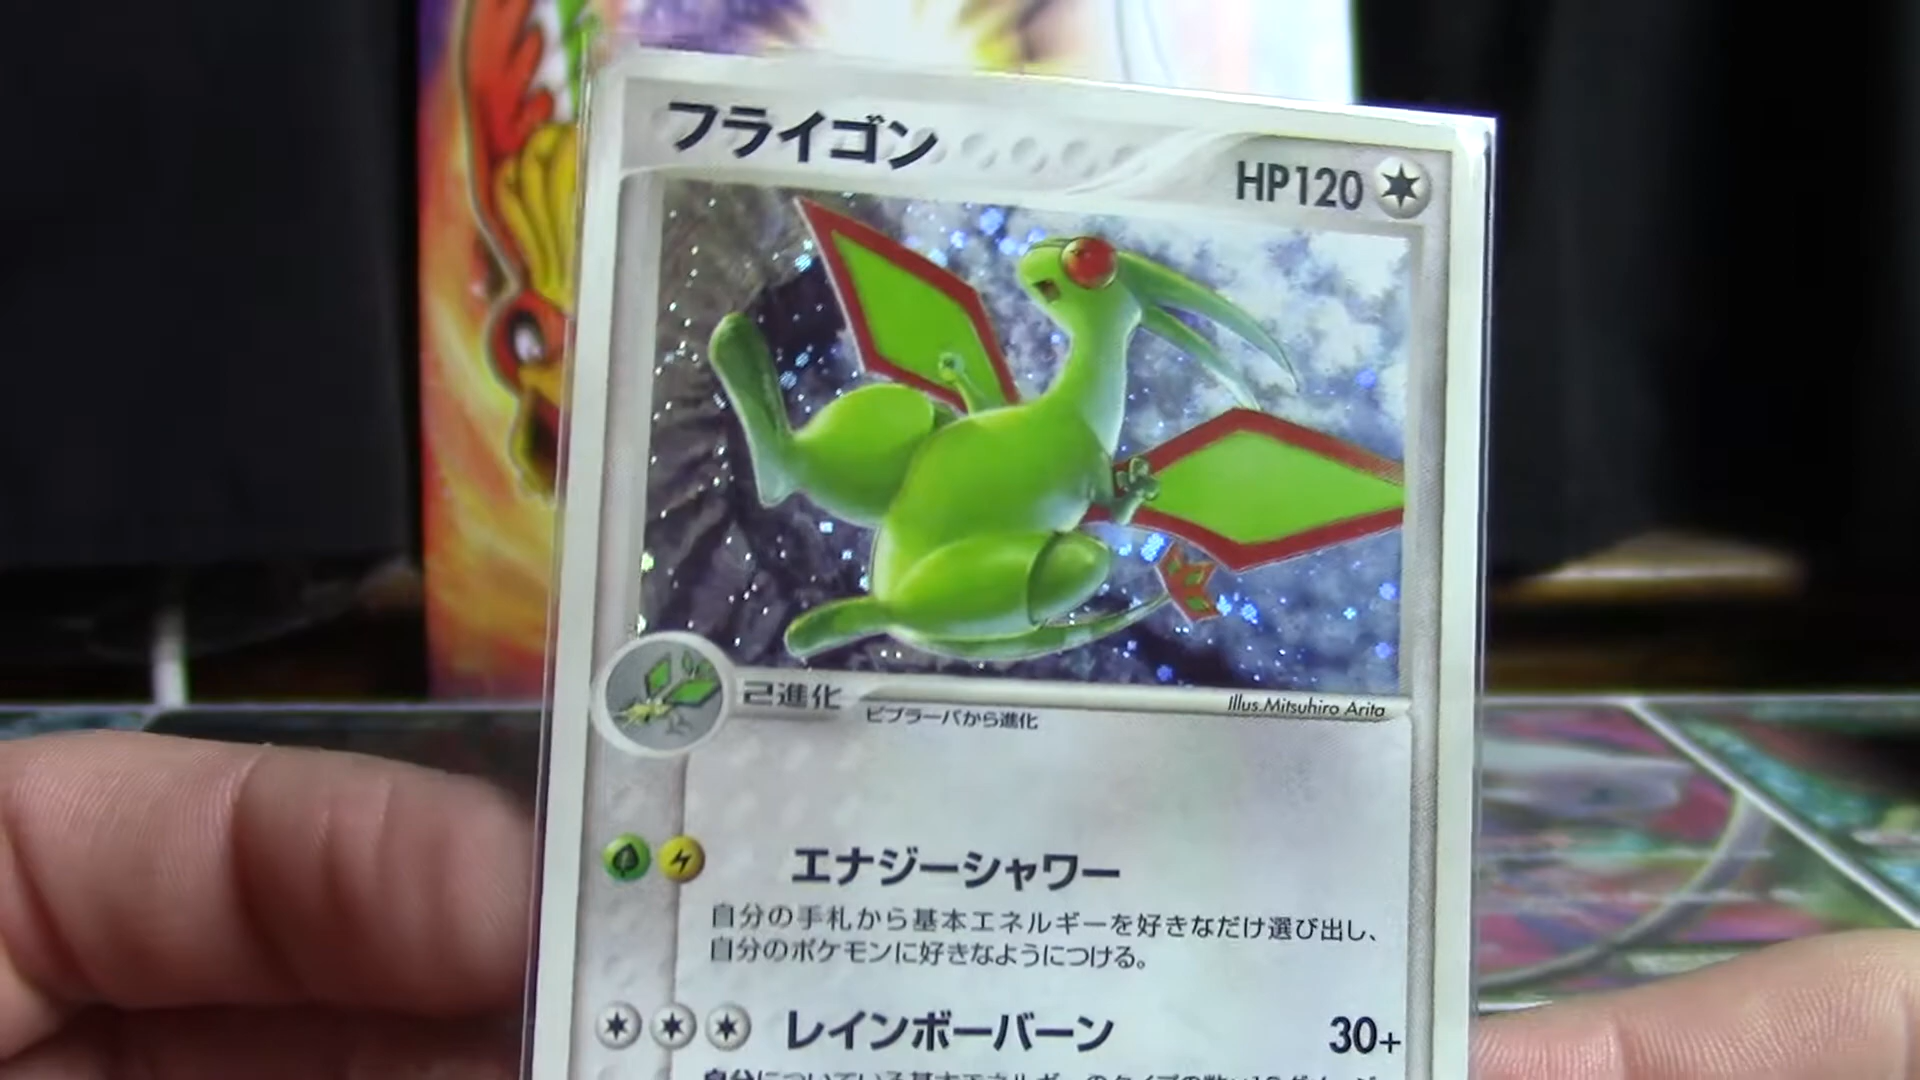 フライゴン
HP120
2進化
ビブラーバから進化
Illus.Mitsuhiro Arita
エナジーシャワー
自分の手札から基本エネルギーを好きなだけ選び出し、
自分のポケモンに好きなようにつける。
レインボーバーン 30+